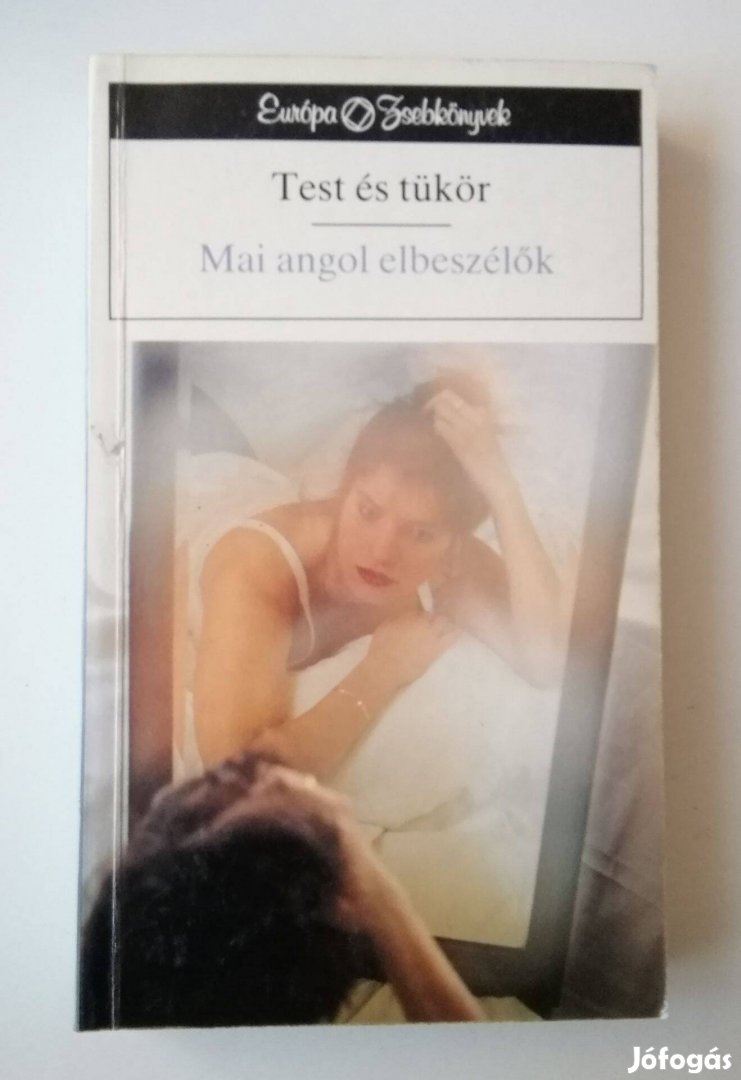 Európa Zsebkönyvek
Test és tükör
Mai angol elbeszélők
Jófogás